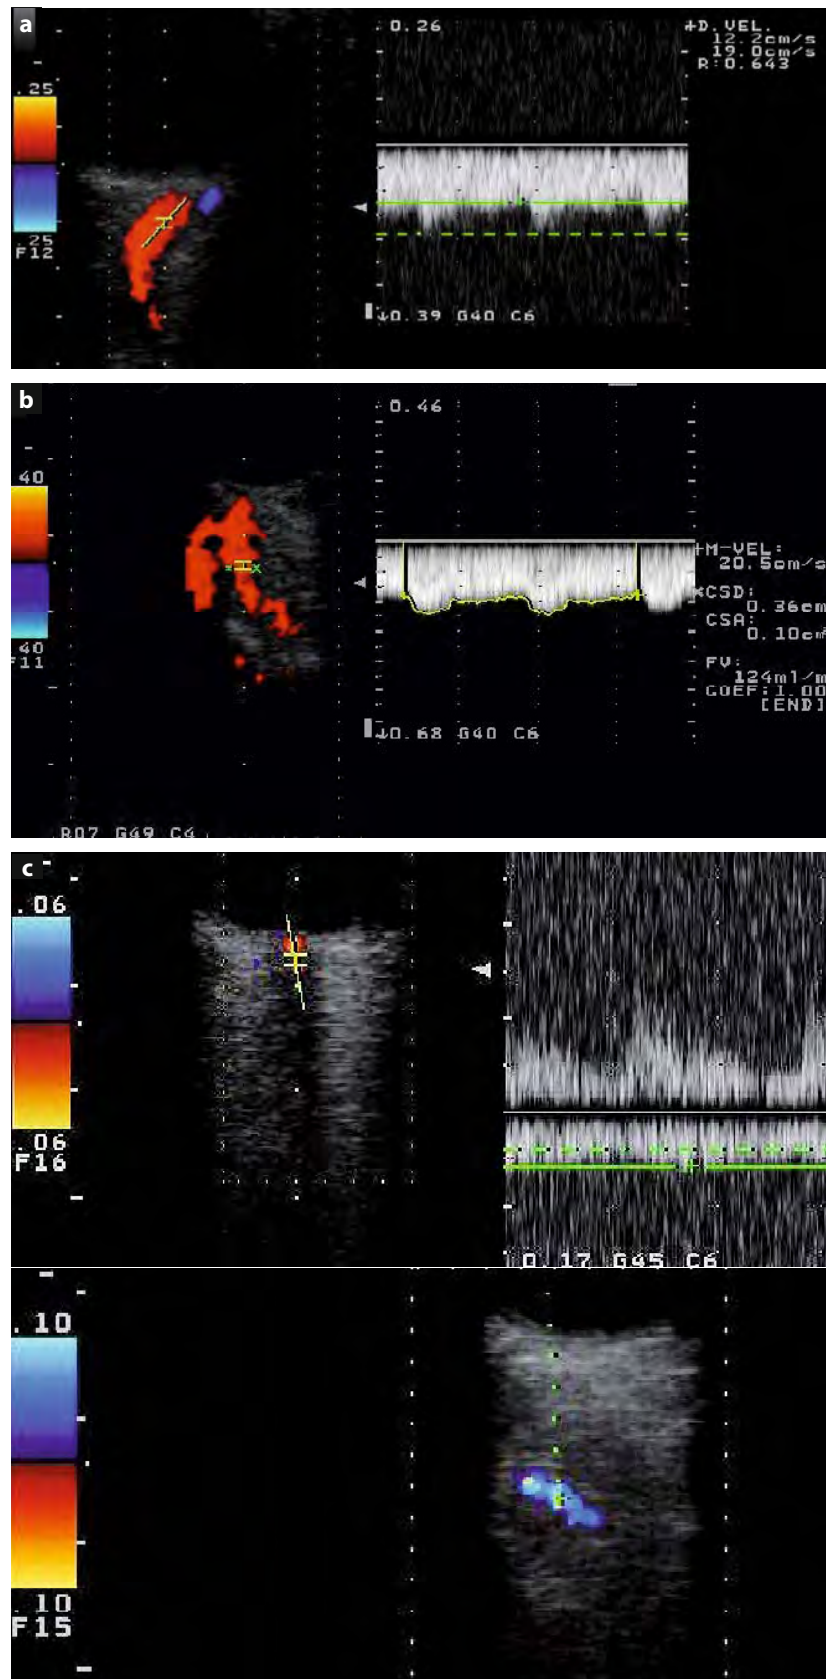 a
0.26
+D.VEL.
12.2cm/s
19.0cm/s
R:0.643
.25
.25
F12
↓0.39 G40 C6
b
0.46
40
40
F11
+M-VEL:
20.5cm/s
*CSD:
0.36cm
CSA:
0.10cm²
FV:
124ml/m
COEF:1.00
[END]
↓0.68 G40 C6
R07 G49 C4
c
.06
.06
F16
0.17 G45 C6
.10
.10
F15